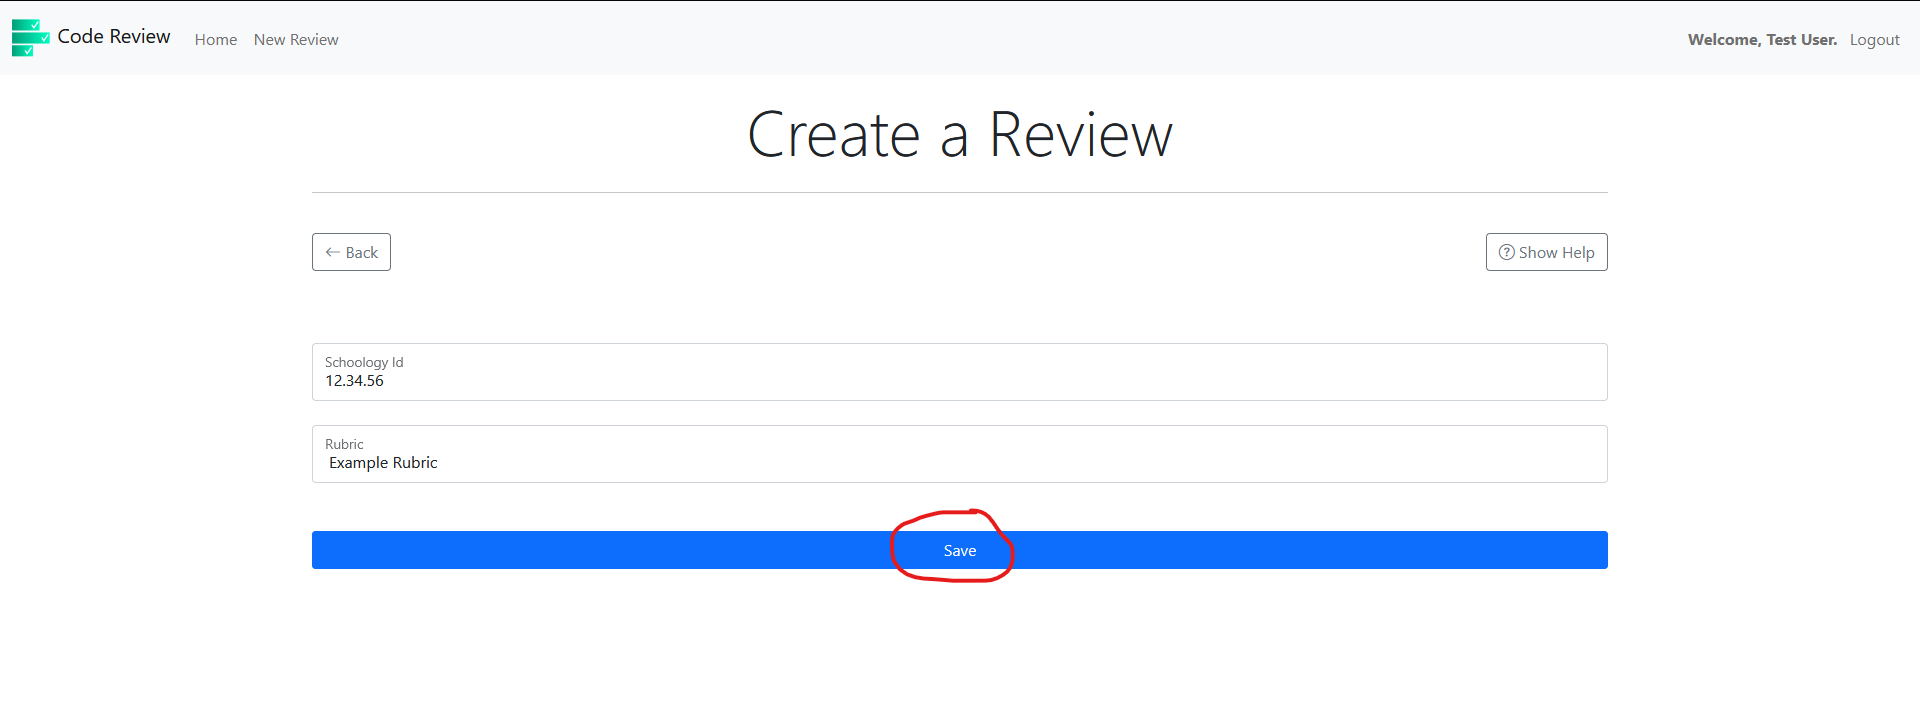 Code Review Home New Review Welcome, Test User. Logout
Create a Review
← Back Show Help
Schoology Id
12.34.56
Rubric
Example Rubric
Save